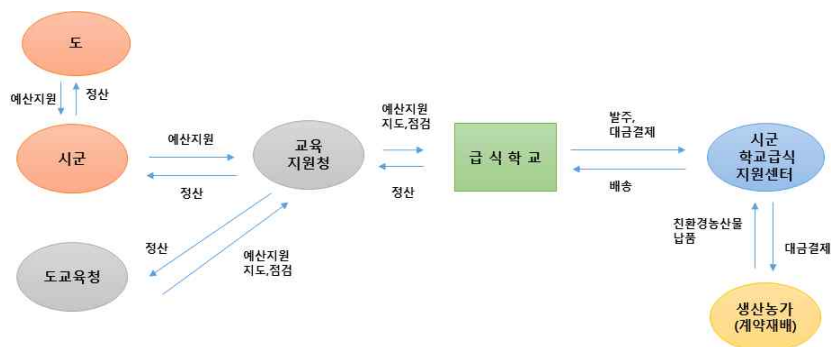 도
예산지원
정산
시군
예산지원
정산
교육
지원청
예산지원
지도,점검
정산
급 식 학 교
발주,
대금결제
배송
시군
학교급식
지원센터
도교육청
정산
예산지원
지도,점검
친환경농산물
납품
대금결제
생산농가
(계약재배)